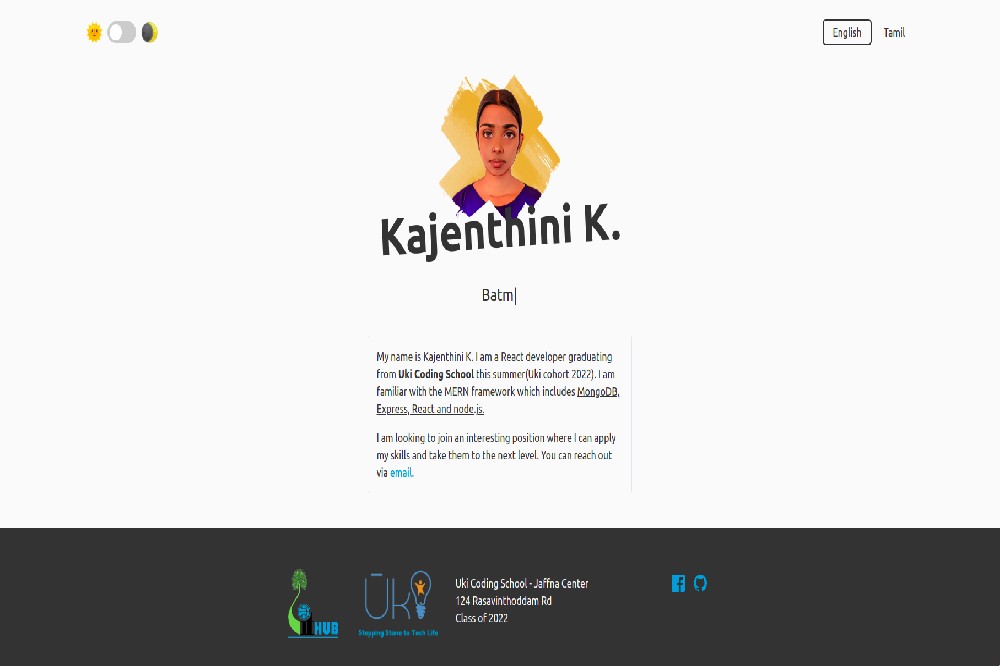 English Tamil
Kajenthini K.
Batm
My name is Kajenthini K. I am a React developer graduating
from Uki Coding School this summer(Uki cohort 2022). I am
familiar with the MERN framework which includes MongoDB,
Express, React and node.js.
I am looking to join an interesting position where I can apply
my skills and take them to the next level. You can reach out
via email.
HUB
UKI
Stepping Stone to Tech Life
Uki Coding School - Jaffna Center
124 Rasavinthoddam Rd
Class of 2022